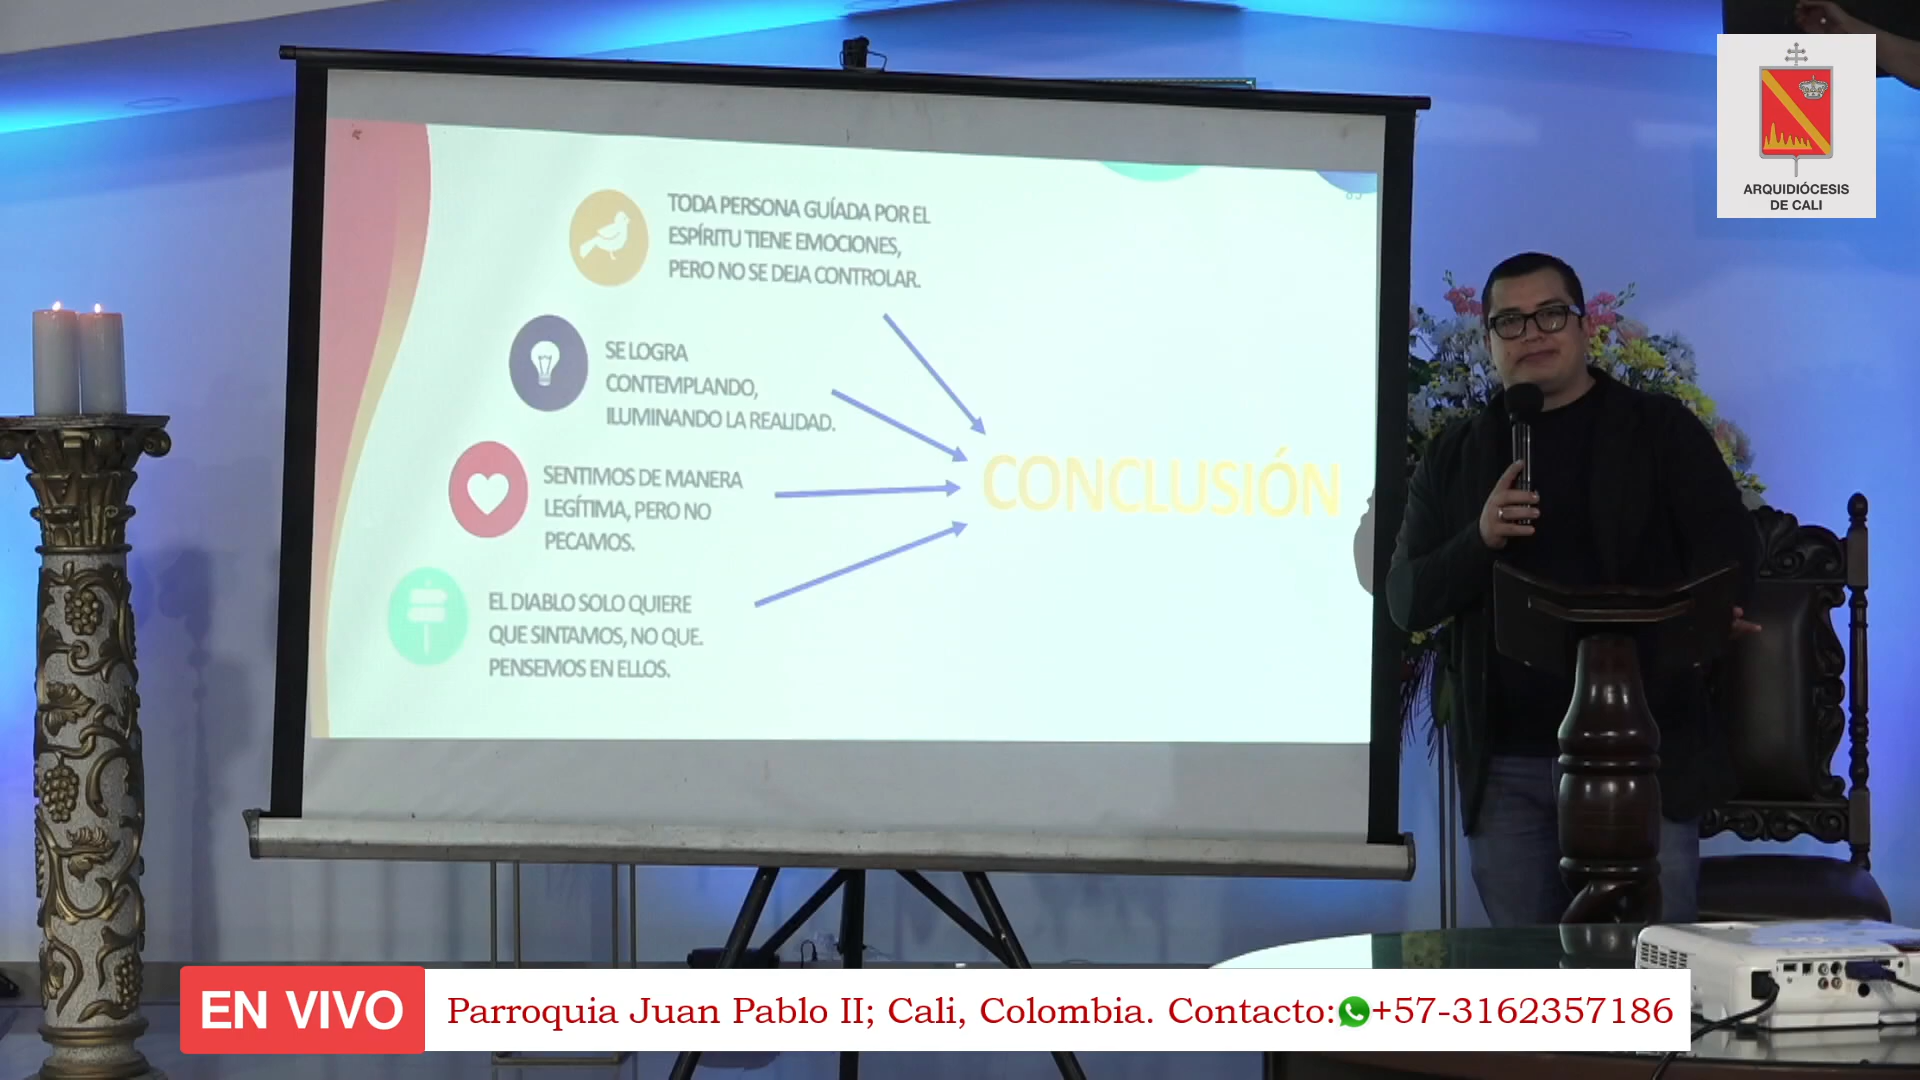 ARQUIDIÓCESIS
DE CALI
TODA PERSONA GUÍADA POR EL
ESPÍRITU TIENE EMOCIONES,
PERO NO SE DEJA CONTROLAR.
SE LOGRA
CONTEMPLANDO,
ILUMINANDO LA REALIDAD.
SENTIMOS DE MANERA
LEGÍTIMA, PERO NO
PECAMOS.
EL DIABLO SOLO QUIERE
QUE SINTAMOS, NO QUE.
PENSEMOS EN ELLOS.
CONCLUSIÓN
EN VIVO
Parroquia Juan Pablo II; Cali, Colombia. Contacto:+57-3162357186